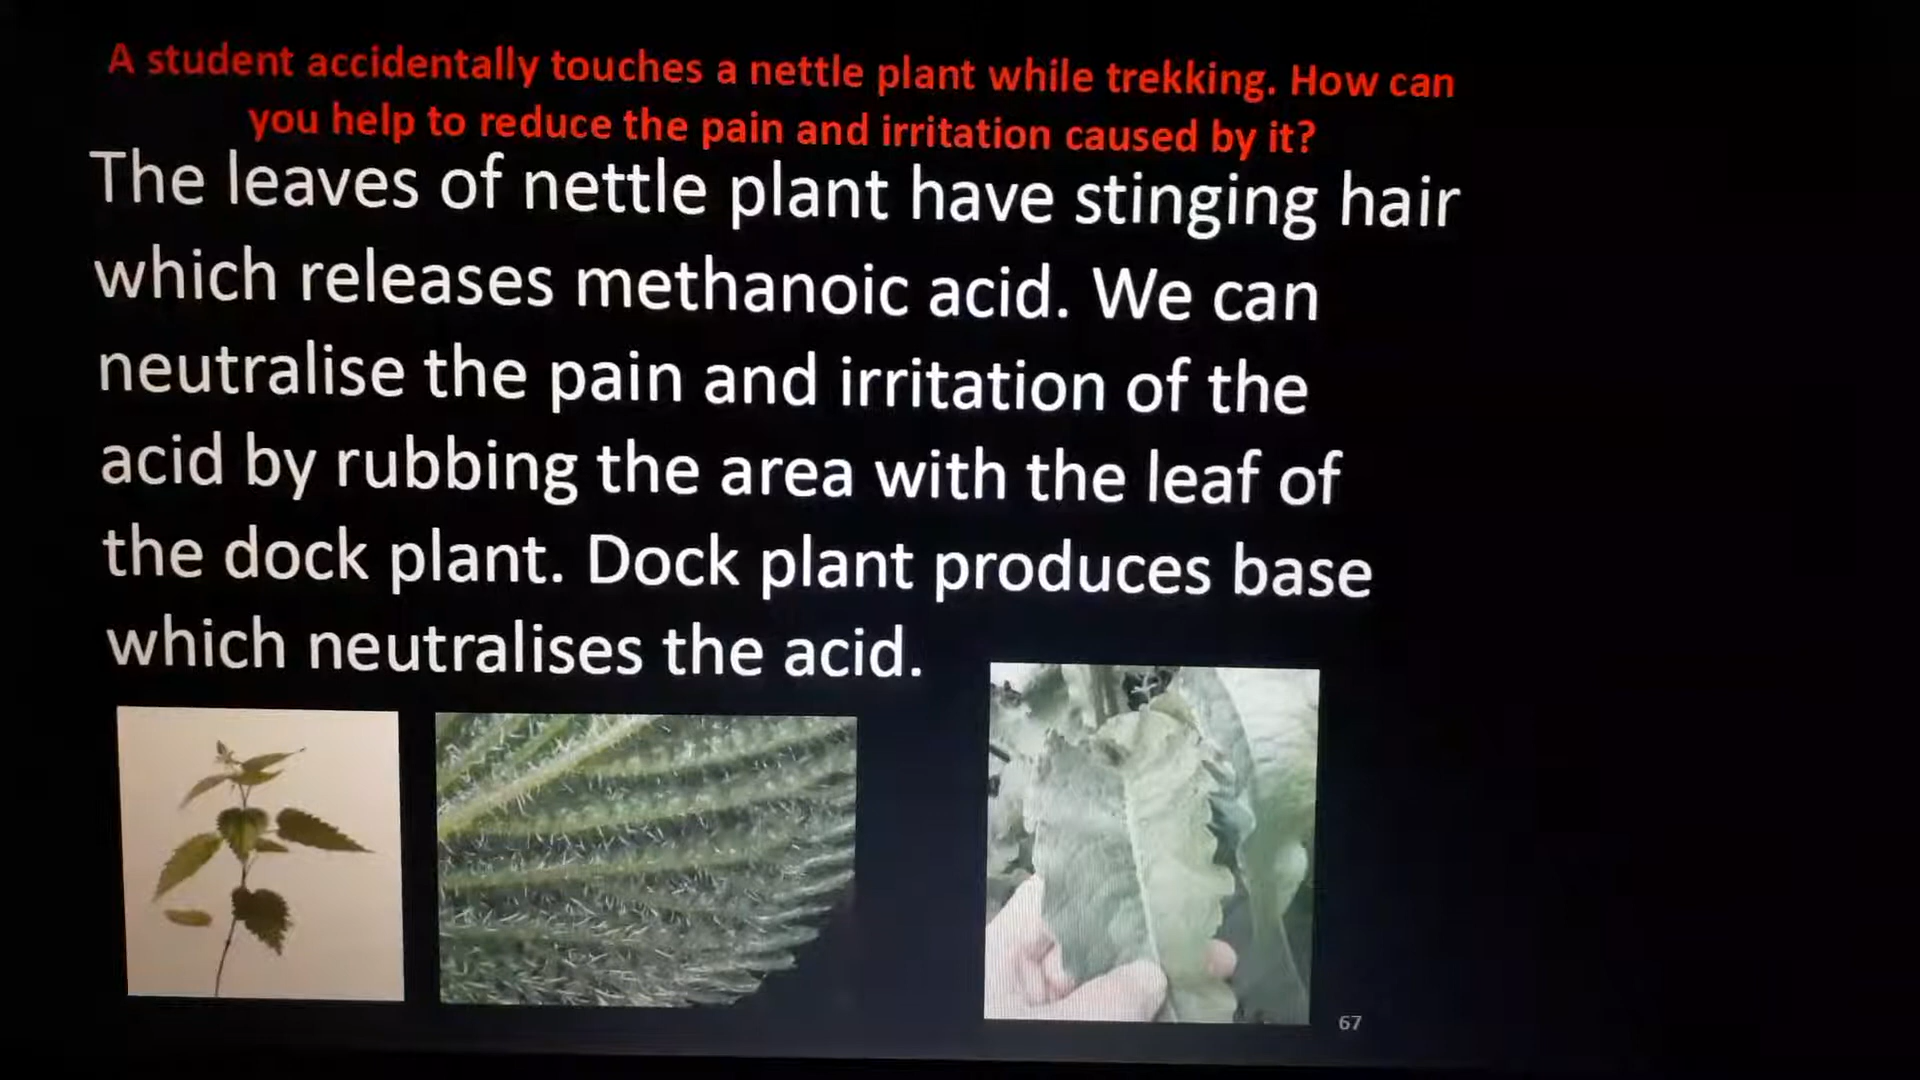 A student accidentally touches a nettle plant while trekking. How can
you help to reduce the pain and irritation caused by it?
The leaves of nettle plant have stinging hair
which releases methanoic acid. We can
neutralise the pain and irritation of the
acid by rubbing the area with the leaf of
the dock plant. Dock plant produces base
which neutralises the acid.
67